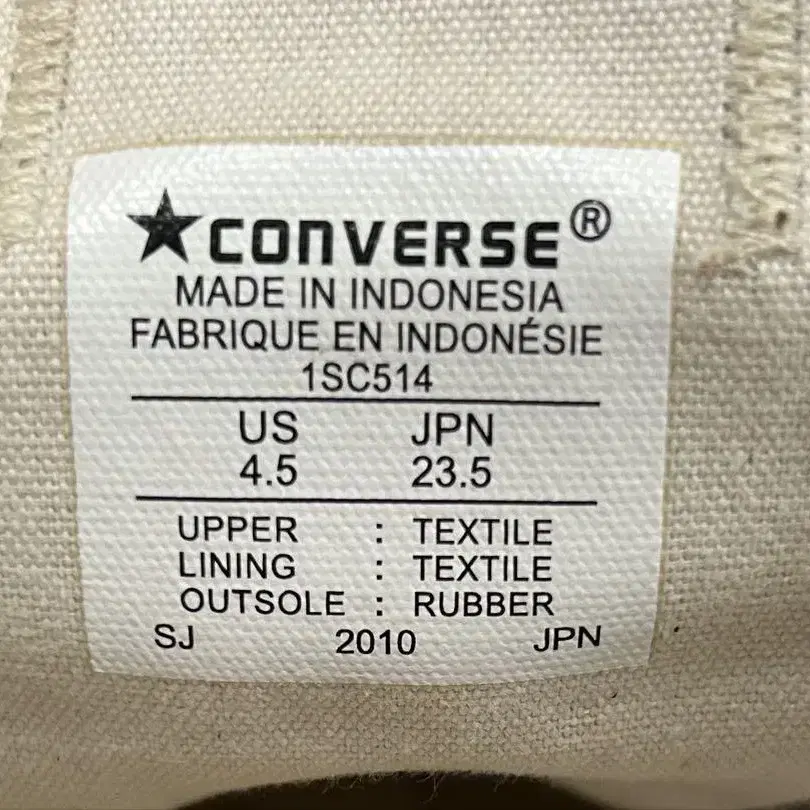 ★CONVERSE®
MADE IN INDONESIA
FABRIQUE EN INDONÉSIE
1SC514
US JPN
4.5 23.5
UPPER : TEXTILE
LINING : TEXTILE
OUTSOLE : RUBBER
SJ 2010 JPN